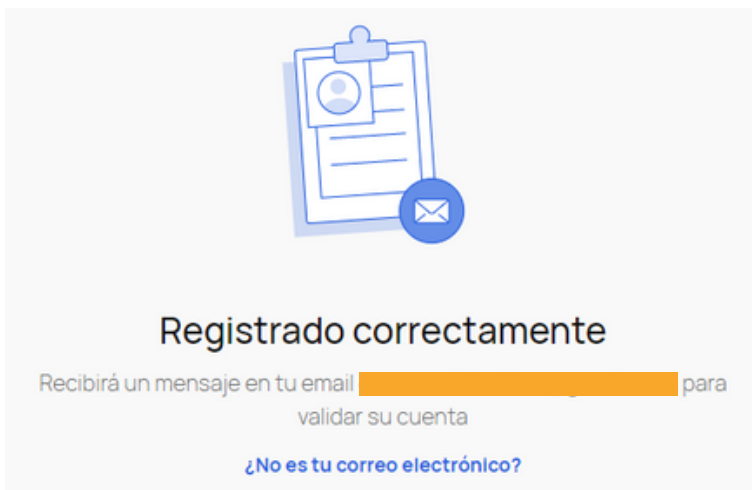 Registrado correctamente
Recibirá un mensaje en tu email para
validar su cuenta
¿No es tu correo electrónico?